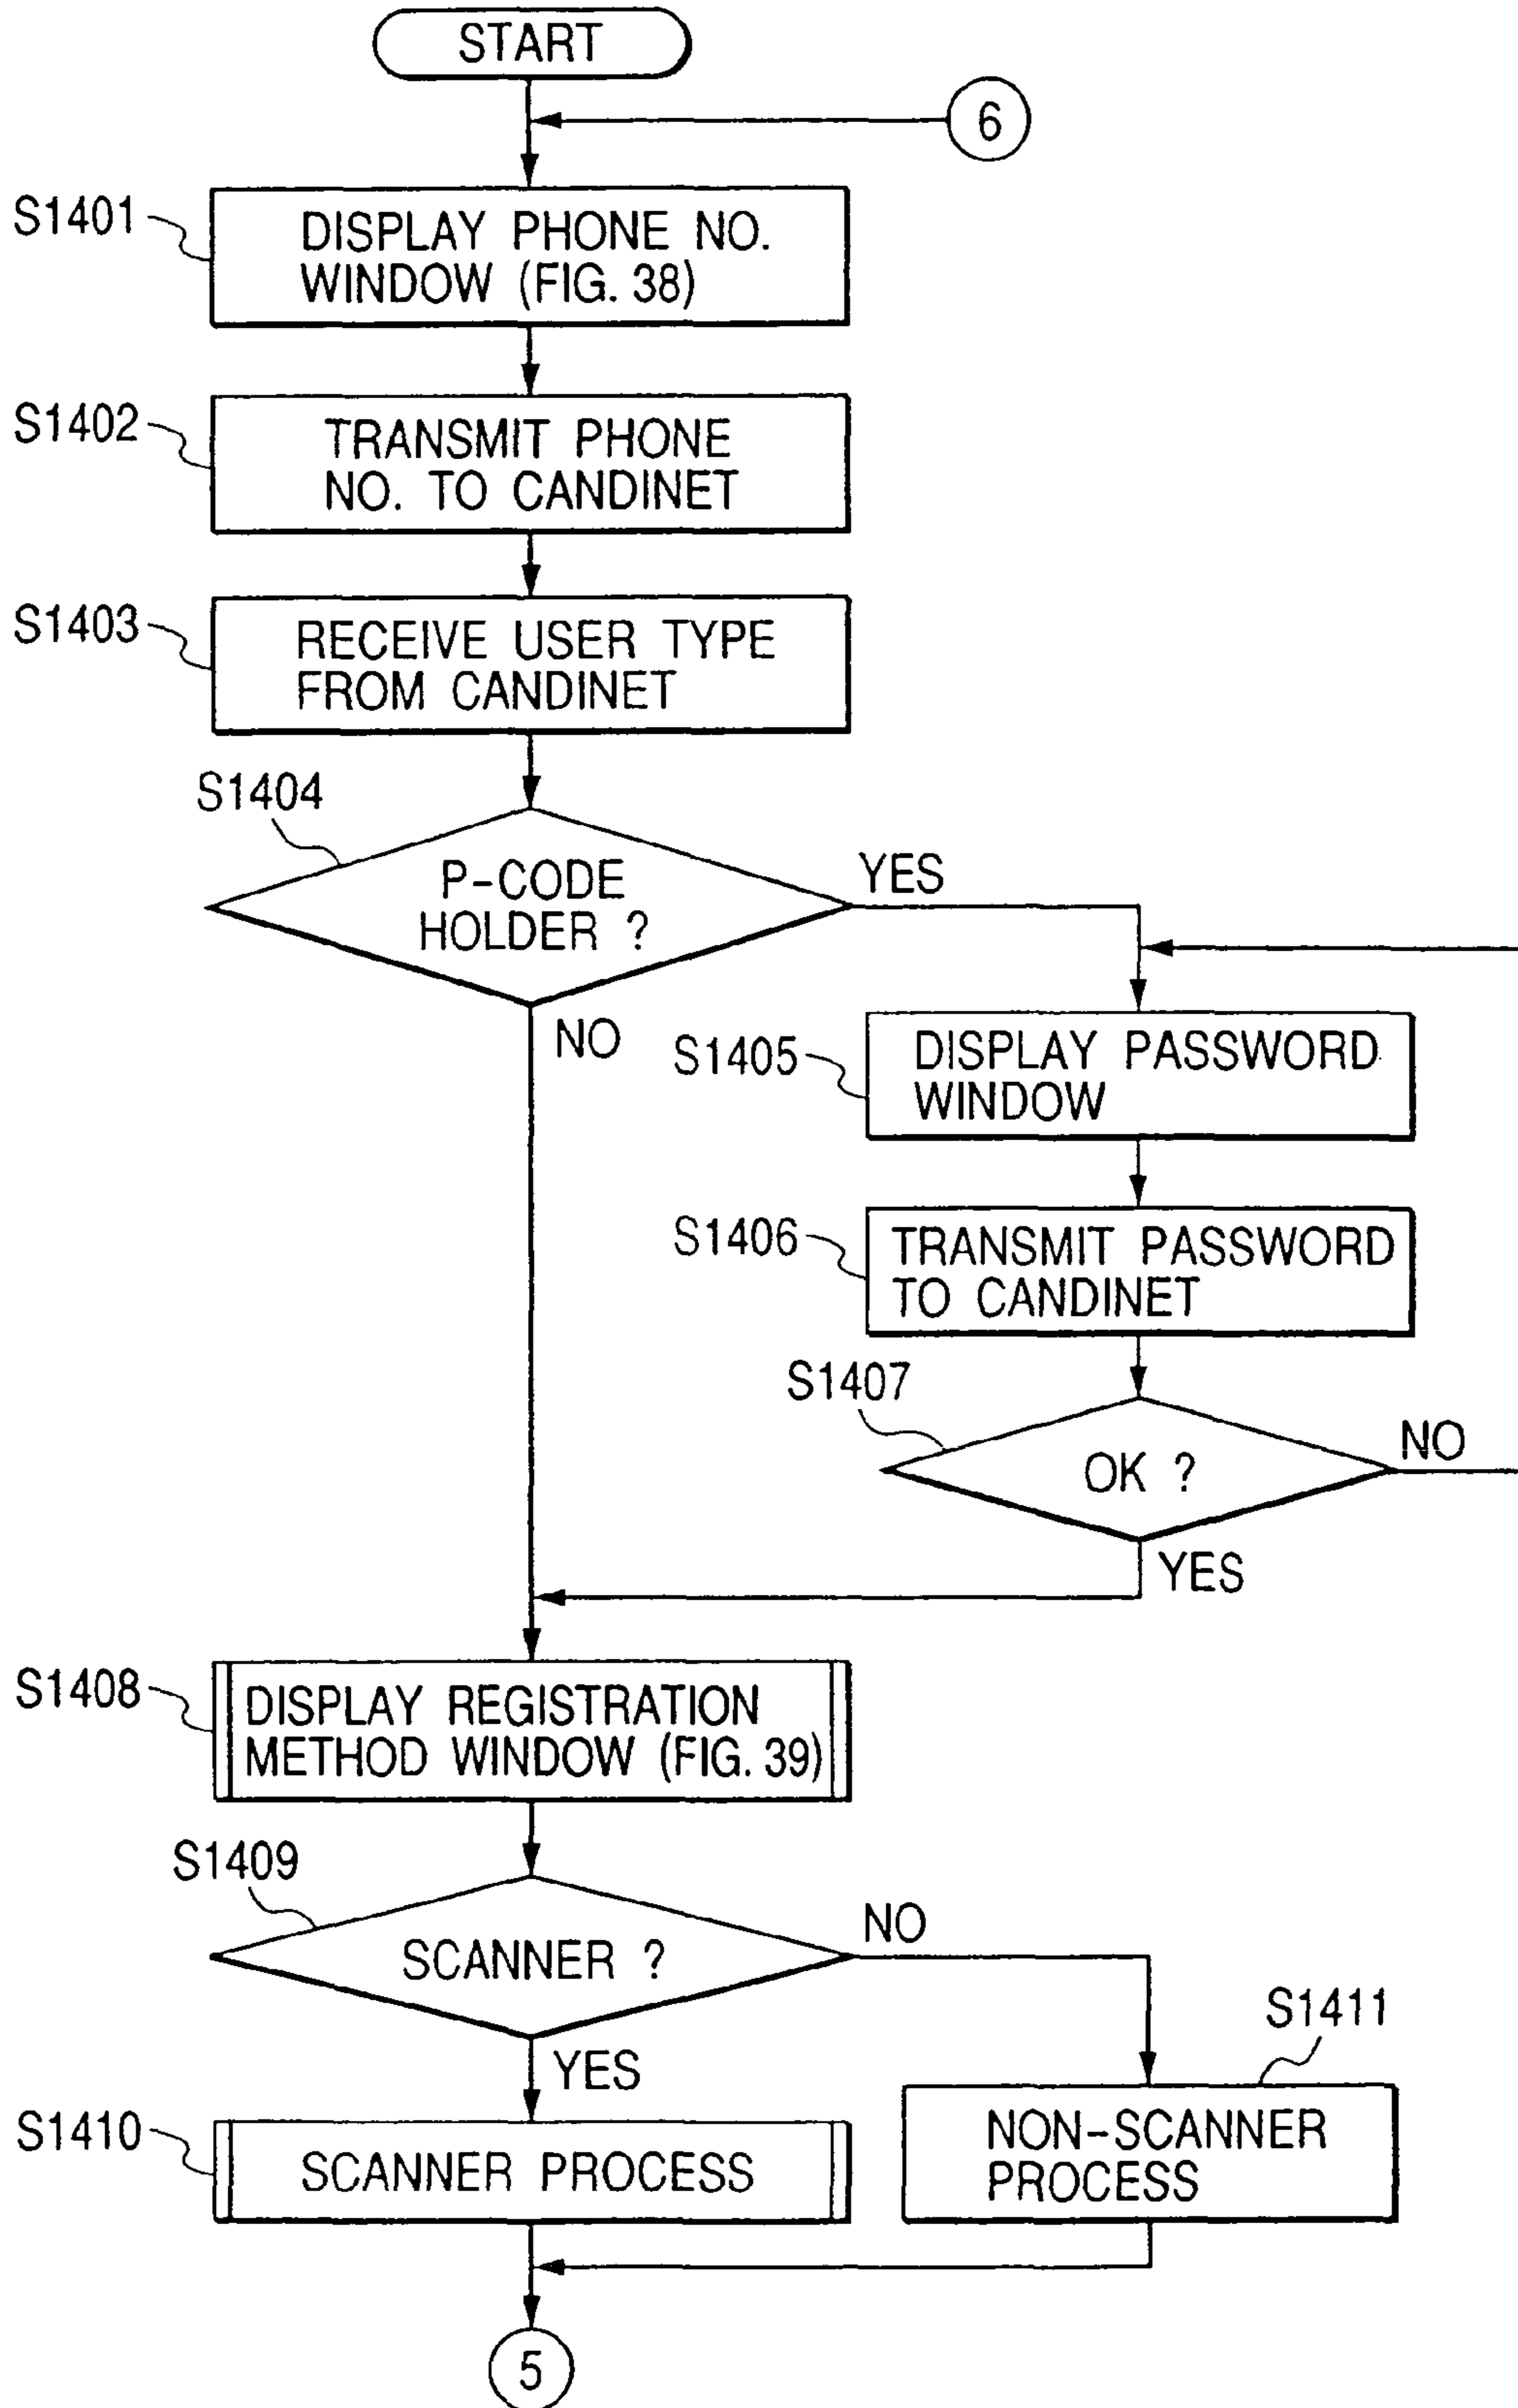 START
6
S1401
DISPLAY PHONE NO.
WINDOW (FIG. 38)
S1402
TRANSMIT PHONE
NO. TO CANDINET
S1403
RECEIVE USER TYPE
FROM CANDINET
S1404
P-CODE
HOLDER ?
YES
NO
S1405
DISPLAY PASSWORD
WINDOW
S1406
TRANSMIT PASSWORD
TO CANDINET
S1407
OK ?
NO
YES
S1408
DISPLAY REGISTRATION
METHOD WINDOW (FIG. 39)
S1409
SCANNER ?
NO
YES
S1411
S1410
SCANNER PROCESS
NON-SCANNER
PROCESS
5